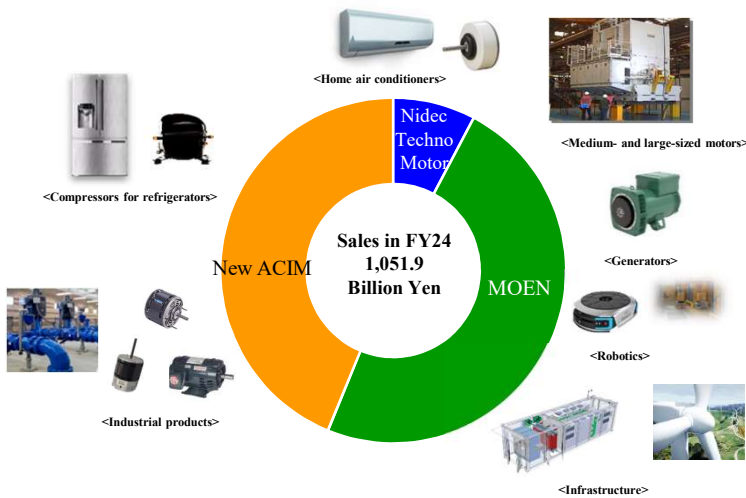 <Home air conditioners>
<Medium- and large-sized motors>
<Compressors for refrigerators>
Nidec
Techno
Motor
Sales in FY24
1,051.9
Billion Yen
New ACIM
MOEN
<Generators>
<Robotics>
<Industrial products>
<Infrastructure>